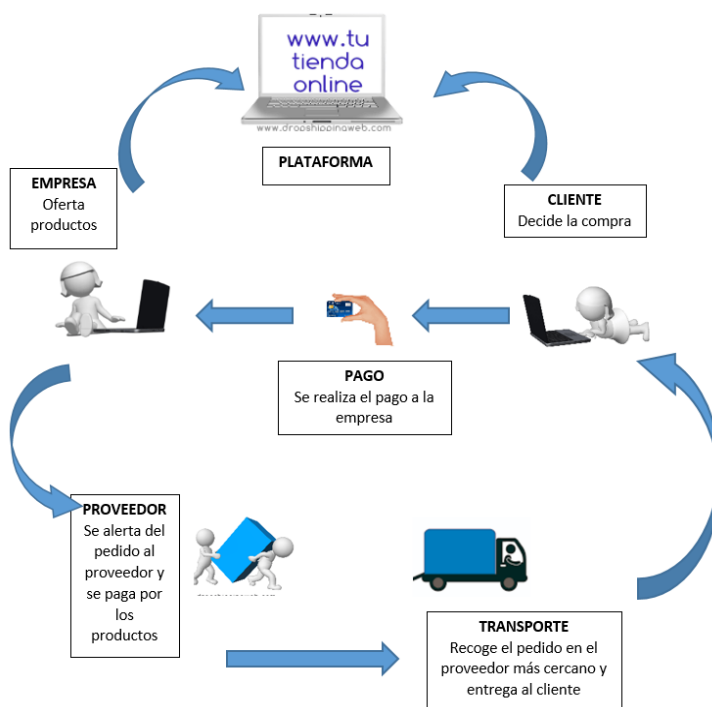 www.tu
tienda
online
www.dropshippingweb.com
PLATAFORMA
EMPRESA
Oferta
productos
CLIENTE
Decide la compra
PAGO
Se realiza el pago a la
empresa
PROVEEDOR
Se alerta del
pedido al
proveedor y
se paga por
los
productos
TRANSPORTE
Recoge el pedido en el
proveedor más cercano y
entrega al cliente